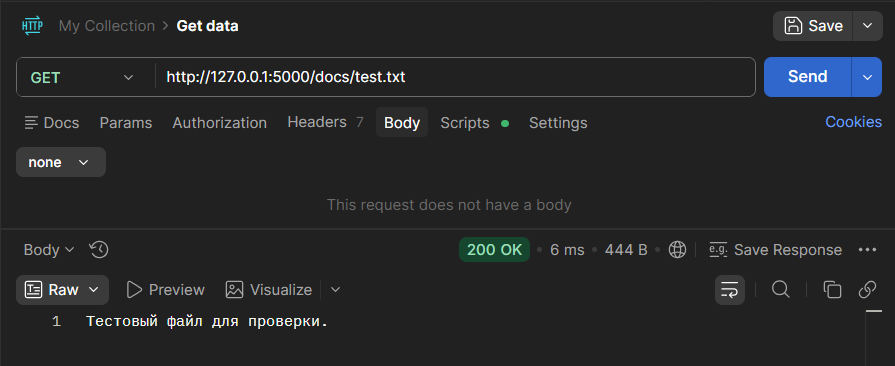 HTTP My Collection > Get data Save
GET http://127.0.0.1:5000/docs/test.txt Send
Docs Params Authorization Headers 7 Body Scripts Settings Cookies
none
This request does not have a body
Body 200 OK • 6 ms • 444 B • e.g. Save Response
Raw Preview Visualize
1 Тестовый файл для проверки.